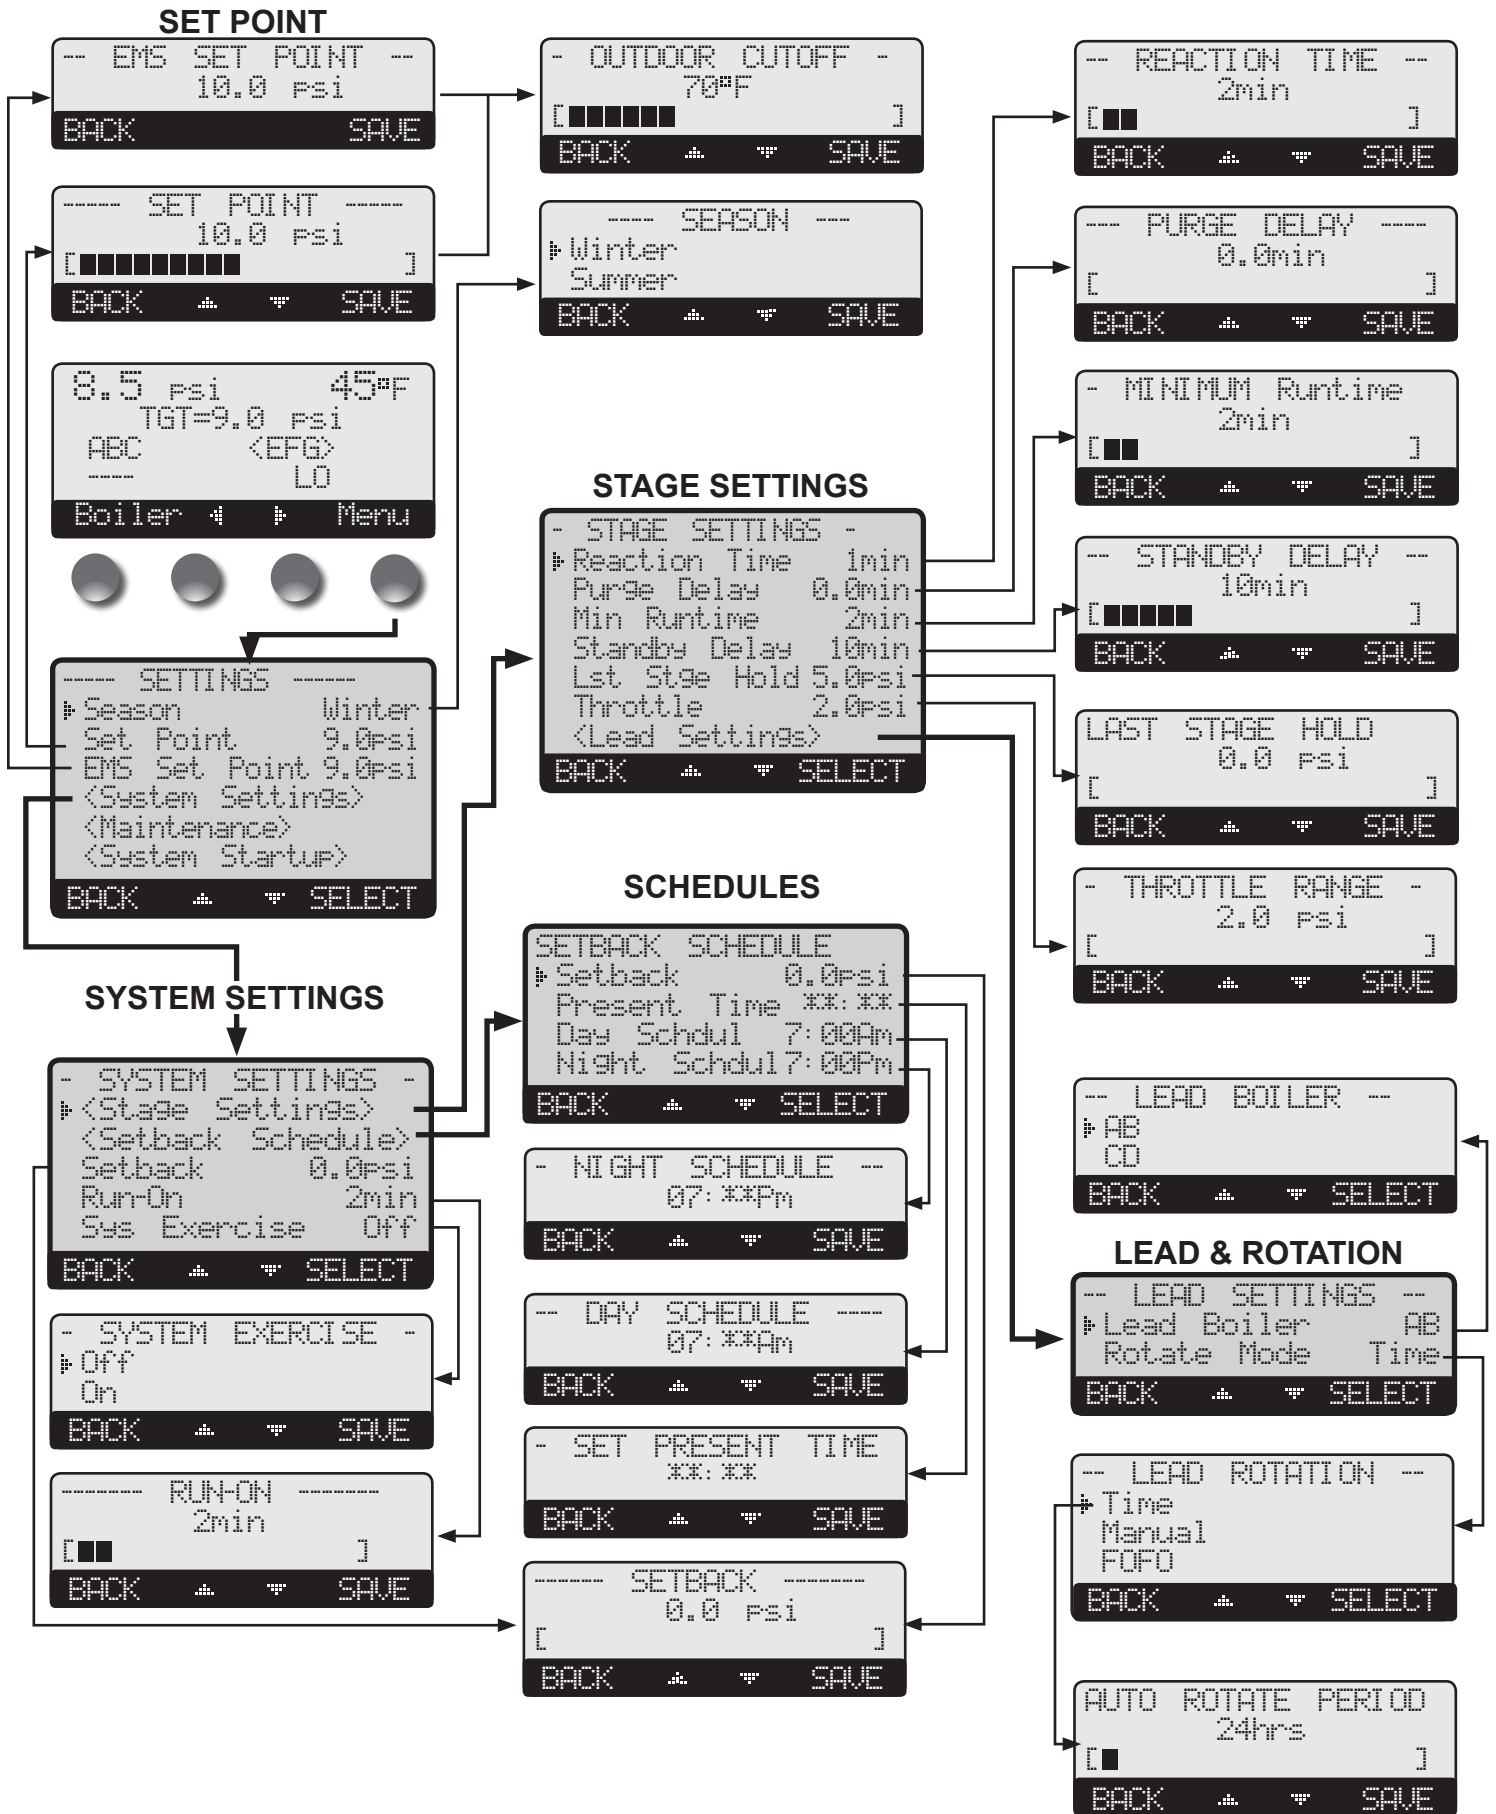 SET POINT
-- EMS SET POINT --
10.0 psi
BACK SAVE
----- SET POINT -----
10.0 psi
[ ]
BACK SAVE
8.5 psi 45°F
TGT=9.0 psi
ABC <EFG>
---- LO
Boiler Menu
----- SETTINGS ------
Season Winter
Set Point 9.0psi
EMS Set Point 9.0psi
<System Settings>
<Maintenance>
<System Startup>
BACK SELECT
SYSTEM SETTINGS
- SYSTEM SETTINGS -
<Stage Settings>
<Setback Schedule>
Setback 0.0psi
Run-On 2min
Sys Exercise Off
BACK SELECT
- SYSTEM EXERCISE -
Off
On
BACK SAVE
------- RUN-ON -------
2min
[ ]
BACK SAVE
- OUTDOOR CUTOFF -
70°F
[ ]
BACK SAVE
---- SEASON ---
Winter
Summer
BACK SAVE
STAGE SETTINGS
- STAGE SETTINGS -
Reaction Time 1min
Purge Delay 0.0min
Min Runtime 2min
Standby Delay 10min
Lst Stge Hold 5.0psi
Throttle 2.0psi
<Lead Settings>
BACK SELECT
SCHEDULES
SETBACK SCHEDULE
Setback 0.0psi
Present Time **:**
Day Schdul 7:00Am
Night Schdul 7:00Pm
BACK SELECT
- NIGHT SCHEDULE --
07:**Pm
BACK SAVE
-- DAY SCHEDULE ----
07:**Am
BACK SAVE
- SET PRESENT TIME
**:**
BACK SAVE
------ SETBACK -------
0.0 psi
[ ]
BACK SAVE
-- REACTION TIME --
2min
[ ]
BACK SAVE
--- PURGE DELAY ----
0.0min
[ ]
BACK SAVE
- MINIMUM Runtime
2min
[ ]
BACK SAVE
-- STANDBY DELAY --
10min
[ ]
BACK SAVE
LAST STAGE HOLD
0.0 psi
[ ]
BACK SAVE
- THROTTLE RANGE -
2.0 psi
[ ]
BACK SAVE
-- LEAD BOILER --
AB
CD
BACK SELECT
LEAD & ROTATION
-- LEAD SETTINGS --
Lead Boiler AB
Rotate Mode Time
BACK SELECT
-- LEAD ROTATION --
Time
Manual
FOFO
BACK SELECT
AUTO ROTATE PERIOD
24hrs
[ ]
BACK SAVE